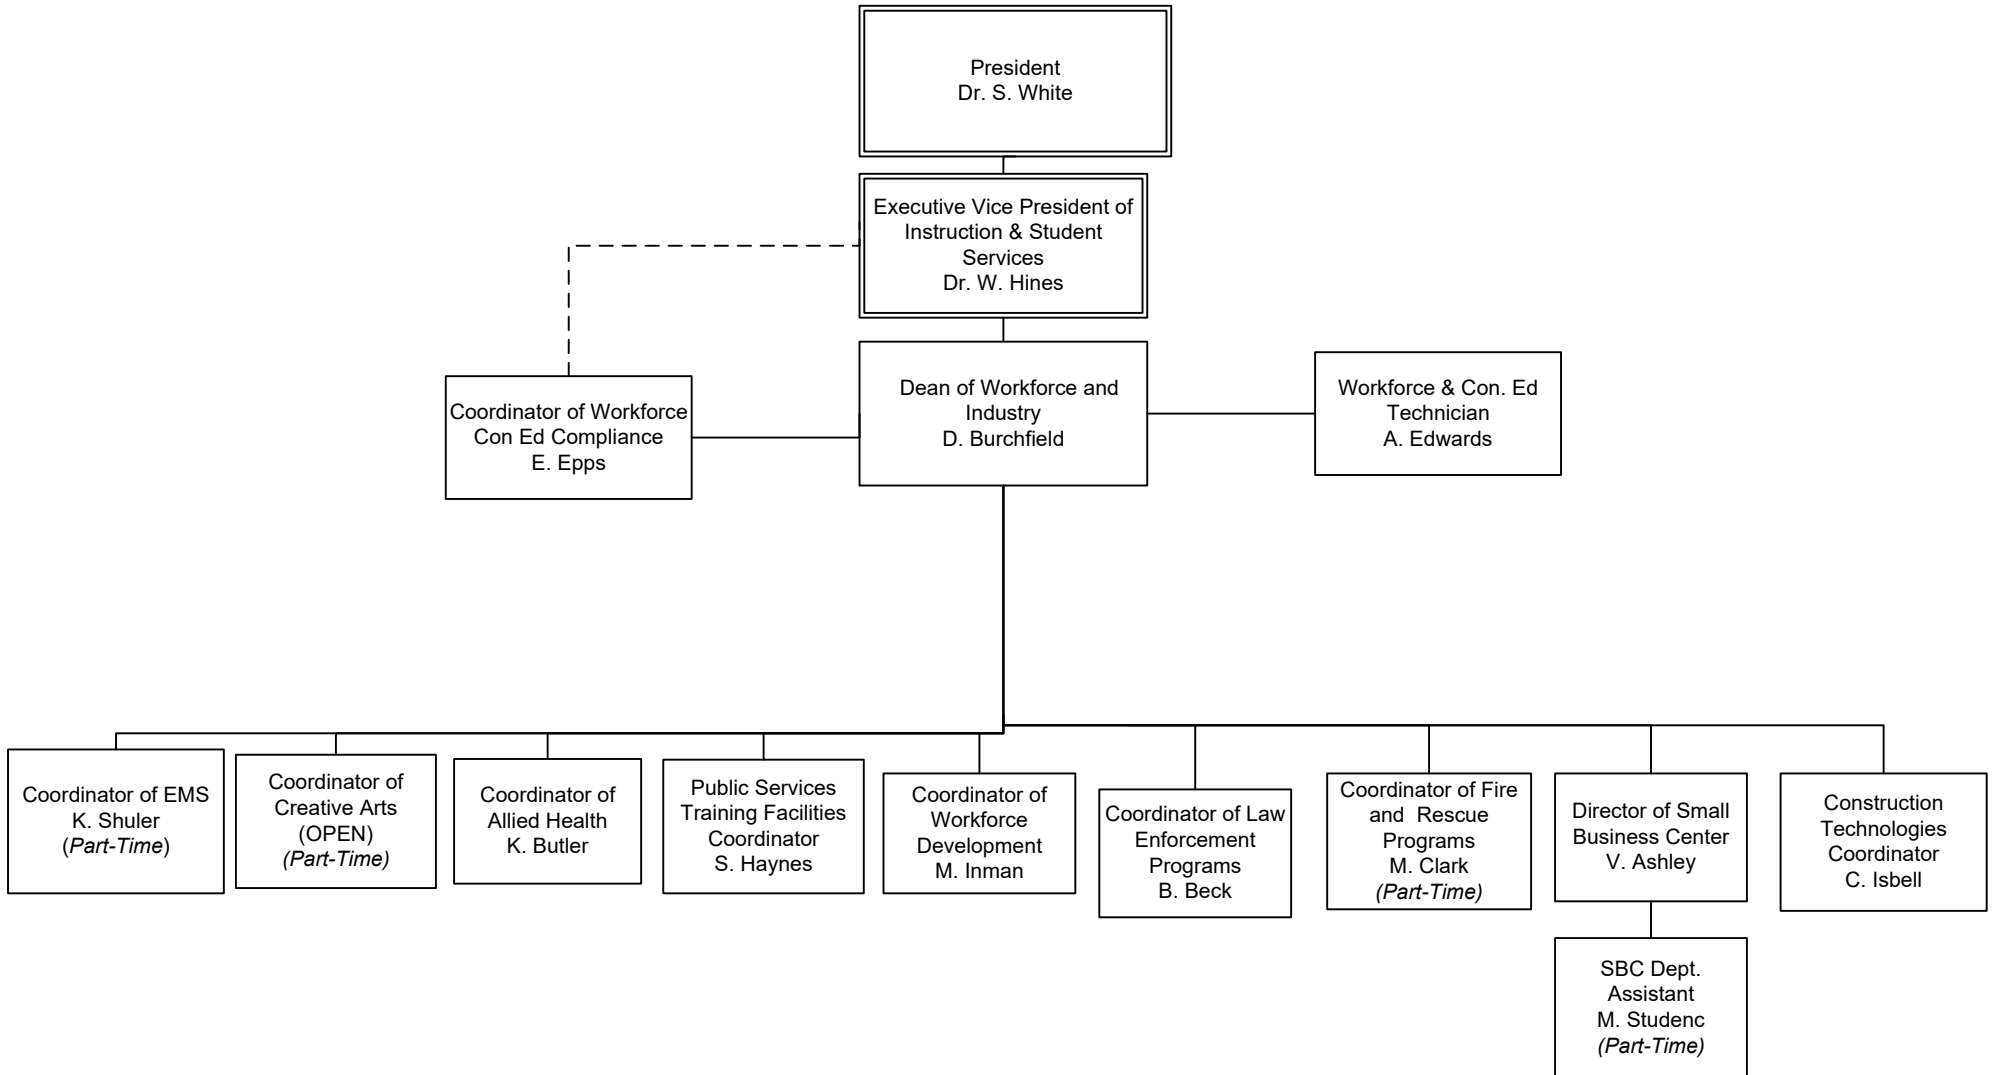 President
Dr. S. White
Executive Vice President of
Instruction & Student
Services
Dr. W. Hines
Coordinator of Workforce
Con Ed Compliance
E. Epps
Dean of Workforce and
Industry
D. Burchfield
Workforce & Con. Ed
Technician
A. Edwards
Coordinator of EMS
K. Shuler
(Part-Time)
Coordinator of
Creative Arts
(OPEN)
(Part-Time)
Coordinator of
Allied Health
K. Butler
Public Services
Training Facilities
Coordinator
S. Haynes
Coordinator of
Workforce
Development
M. Inman
Coordinator of Law
Enforcement
Programs
B. Beck
Coordinator of Fire
and Rescue
Programs
M. Clark
(Part-Time)
Director of Small
Business Center
V. Ashley
Construction
Technologies
Coordinator
C. Isbell
SBC Dept.
Assistant
M. Studenc
(Part-Time)